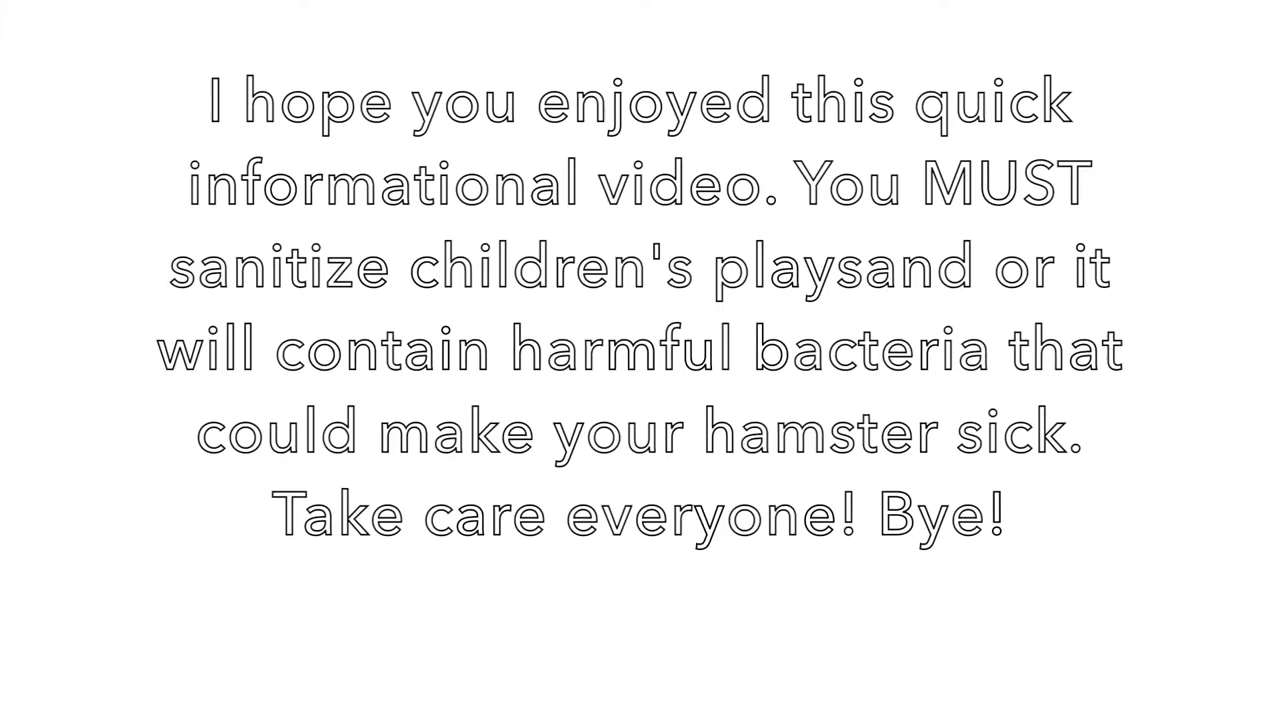 I hope you enjoyed this quick
informational video. You MUST
sanitize children's playsand or it
will contain harmful bacteria that
could make your hamster sick.
Take care everyone! Bye!